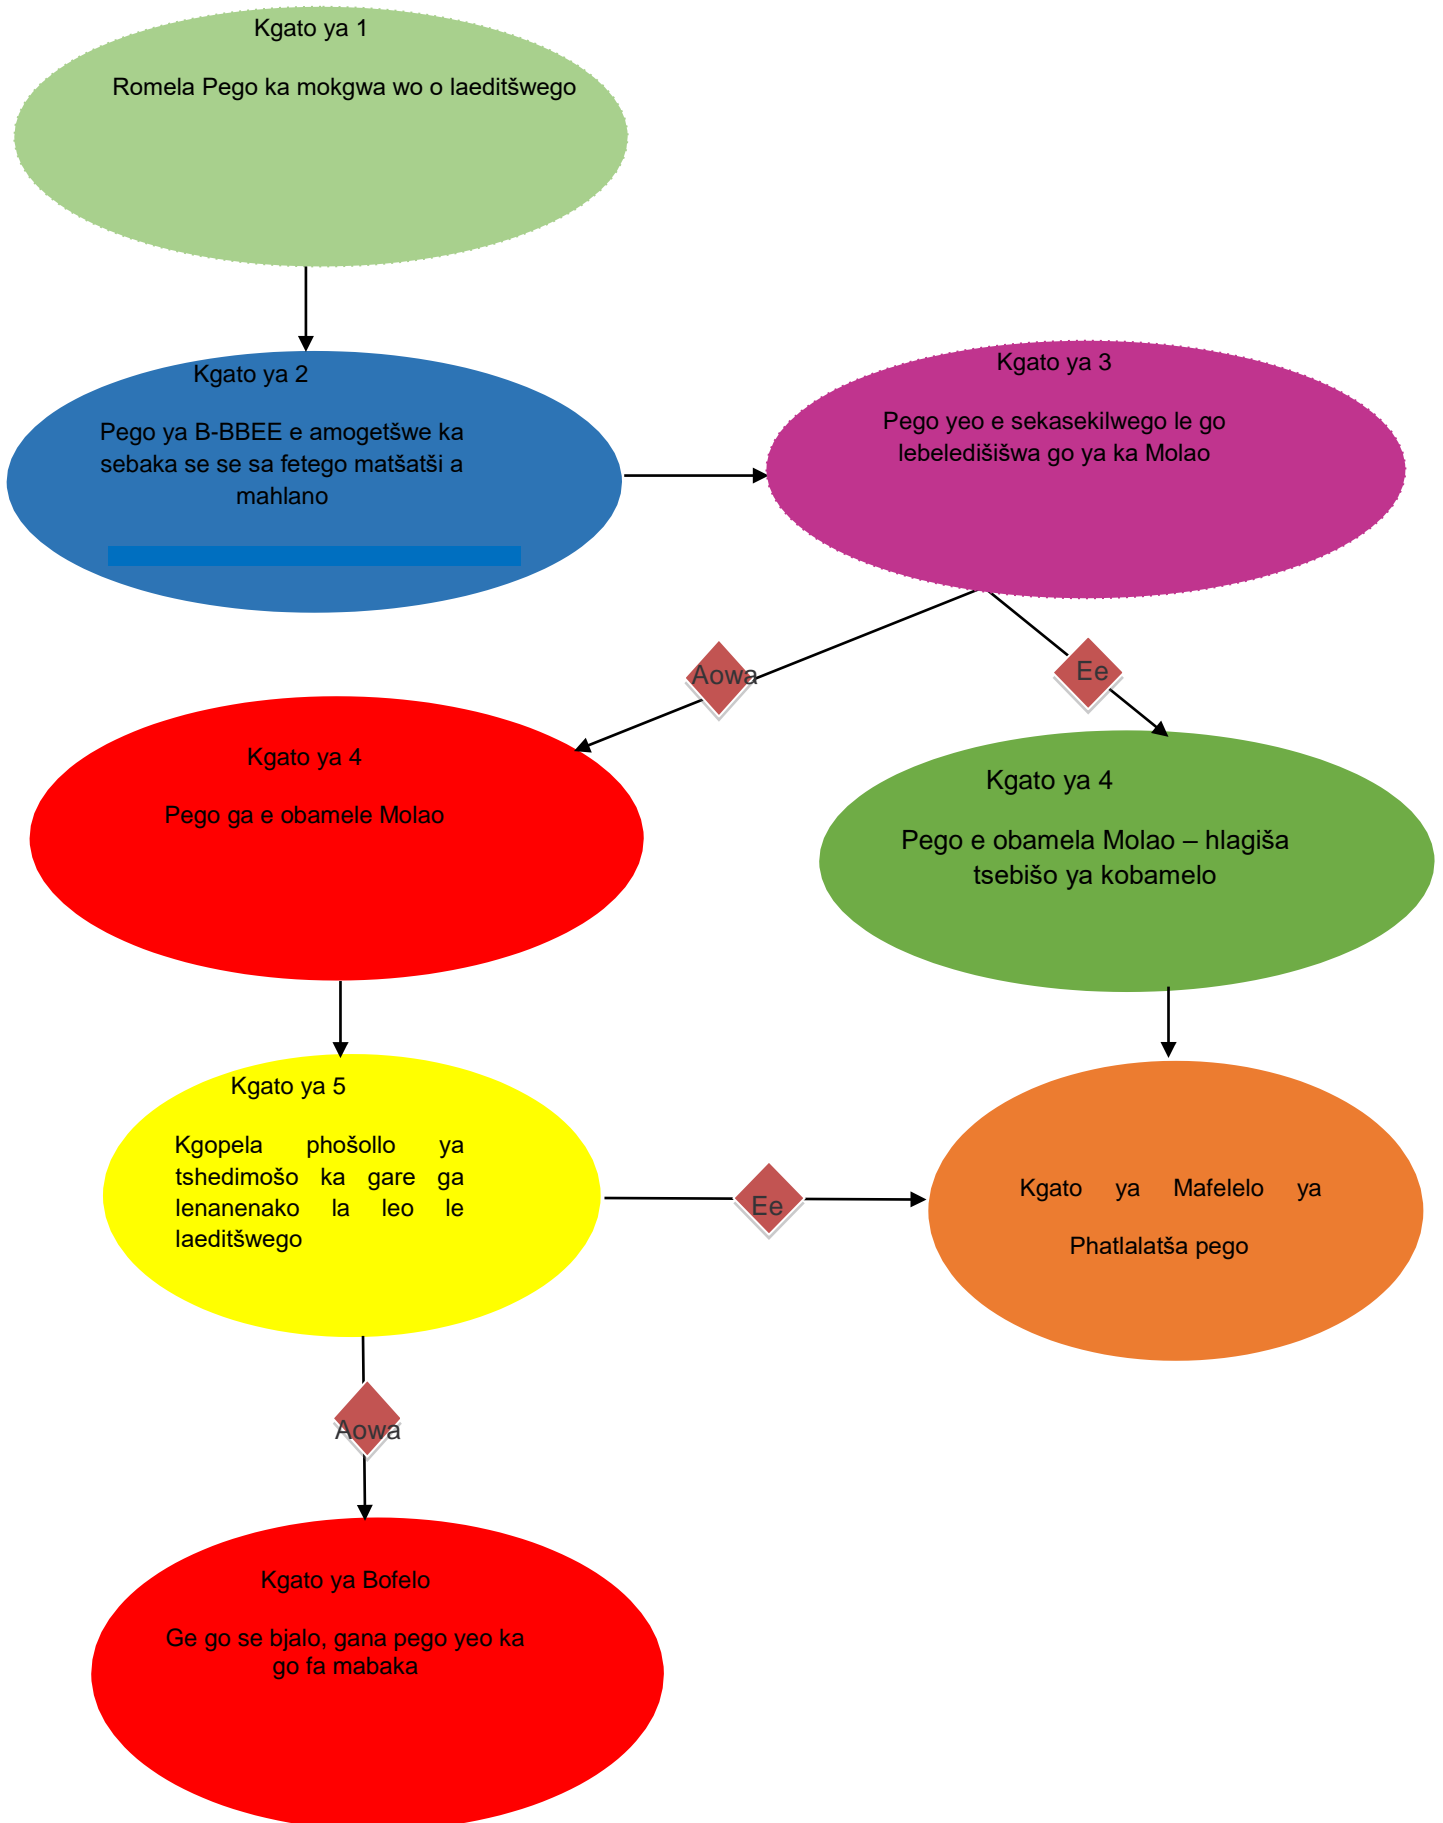 Kgato ya 1
Romela Pego ka mokgwa wo o laeditšwego
Kgato ya 2
Pego ya B-BBEE e amogetšwe ka
sebaka se se sa fetego matšatši a
mahlano
Kgato ya 3
Pego yeo e sekasekilwego le go
lebeledišišwa go ya ka Molao
Aowa
Ee
Kgato ya 4
Pego ga e obamele Molao
Kgato ya 4
Pego e obamela Molao – hlagiša
tsebišo ya kobamelo
Kgato ya 5
Kgopela phošollo ya
tshedimošo ka gare ga
lenanenako la leo le
laeditšwego
Ee
Kgato ya Mafelelo ya
Phatlalatša pego
Aowa
Kgato ya Bofelo
Ge go se bjalo, gana pego yeo ka
go fa mabaka